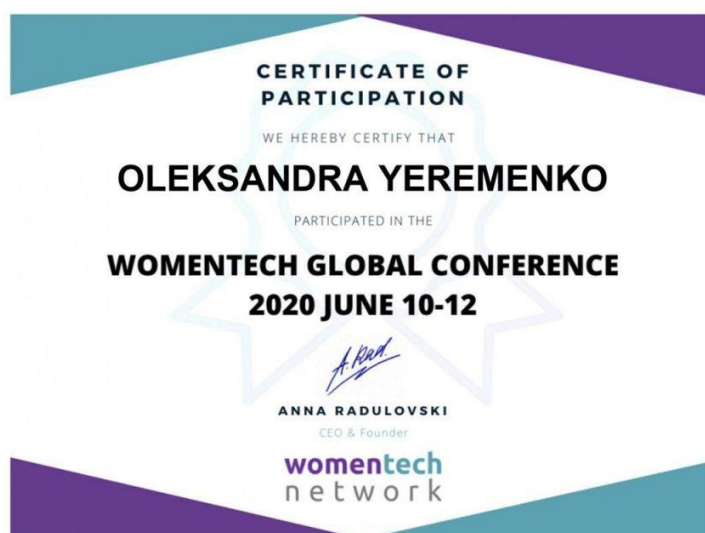 CERTIFICATE OF
PARTICIPATION
WE HEREBY CERTIFY THAT
OLEKSANDRA YEREMENKO
PARTICIPATED IN THE
WOMENTECH GLOBAL CONFERENCE
2020 JUNE 10-12
A. Rad.
ANNA RADULOVSKI
CEO & Founder
womentech
network